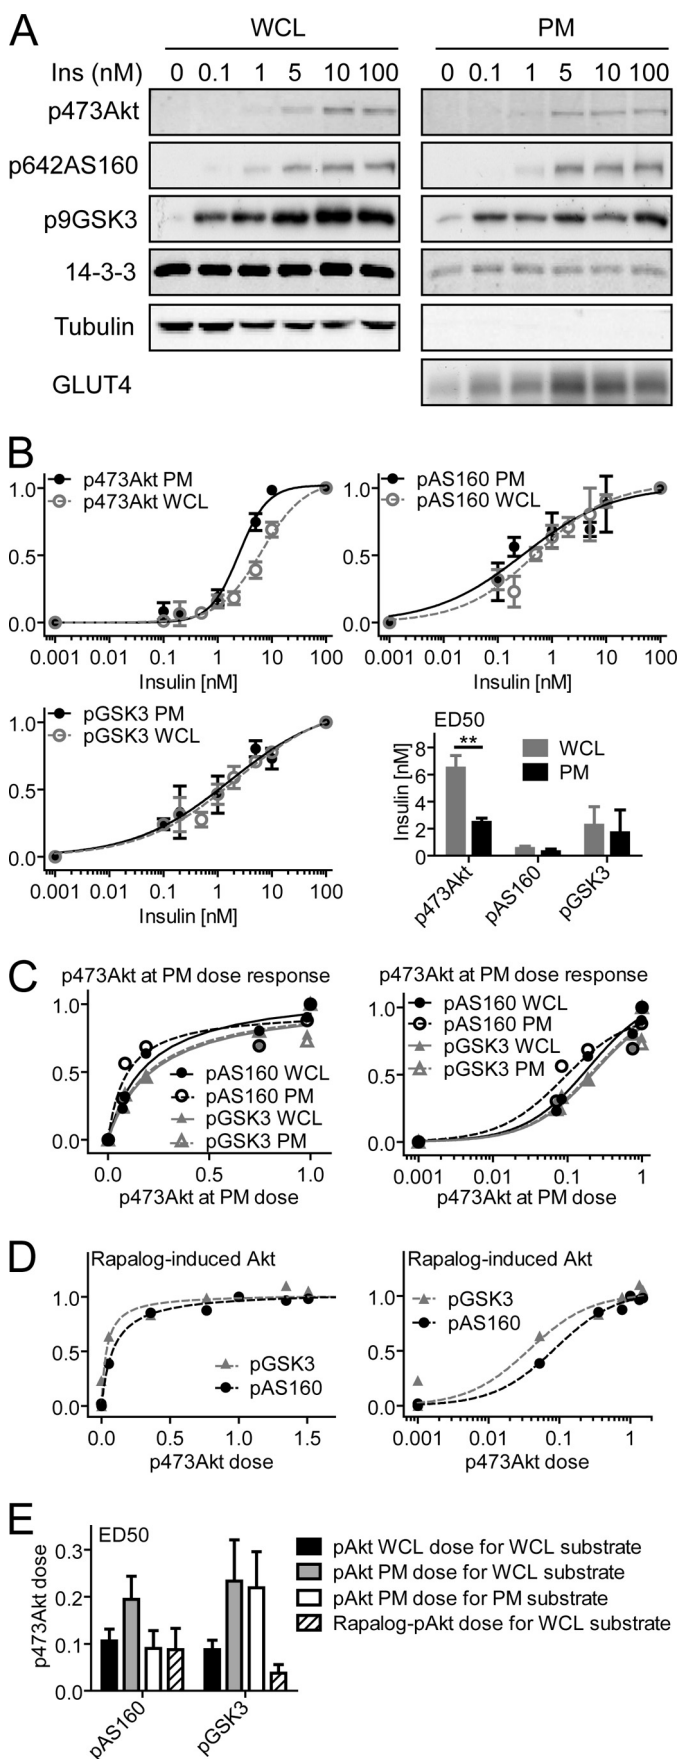 A
WCL PM
Ins (nM) 0 0.1 1 5 10 100 0 0.1 1 5 10 100
p473Akt
p642AS160
p9GSK3
14-3-3
Tubulin
GLUT4
B
p473Akt PM
p473Akt WCL
1.0
0.5
0.0
0.001 0.01 0.1 1 10 100
Insulin [nM]
pAS160 PM
pAS160 WCL
1.0
0.5
0.0
0.001 0.01 0.1 1 10 100
Insulin [nM]
pGSK3 PM
pGSK3 WCL
1.0
0.5
0.0
0.001 0.01 0.1 1 10 100
Insulin [nM]
ED50
Insulin [nM]
8
6
4
2
0
**
WCL
PM
p473Akt
pAS160
pGSK3
C
p473Akt at PM dose response
1.0
0.5
0.0
pAS160 WCL
pAS160 PM
pGSK3 WCL
pGSK3 PM
0.0 0.5 1.0
p473Akt at PM dose
p473Akt at PM dose response
1.0
0.5
0.0
pAS160 WCL
pAS160 PM
pGSK3 WCL
pGSK3 PM
0.001 0.01 0.1 1
p473Akt at PM dose
D
Rapalog-induced Akt
1.0
0.5
0.0
pGSK3
pAS160
0.0 0.5 1.0 1.5
p473Akt dose
Rapalog-induced Akt
1.0
0.5
0.0
pGSK3
pAS160
0.001 0.01 0.1 1
p473Akt dose
E
ED50
p473Akt dose
0.3
0.2
0.1
0.0
pAS160
pGSK3
pAkt WCL dose for WCL substrate
pAkt PM dose for WCL substrate
pAkt PM dose for PM substrate
Rapalog-pAkt dose for WCL substrate